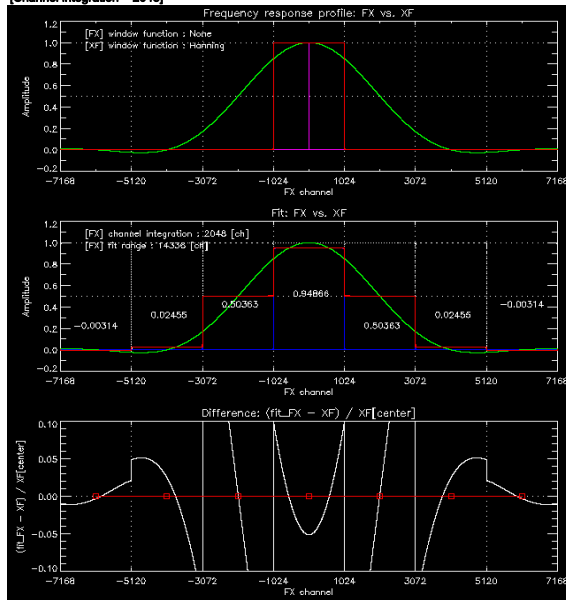 [Channel integration = 2048]
Frequency response profile: FX vs. XF
[FX] window function : None
[XF] window function : Hanning
Amplitude
1.2
1.0
0.8
0.6
0.4
0.2
0.0
-0.2
-7168 -5120 -3072 -1024 1024 3072 5120 7168
FX channel
Fit: FX vs. XF
[FX] channel integration : 2048 [ch]
[FX] fit range : 14336 [ch]
Amplitude
1.2
1.0
0.8
0.6
0.4
0.2
0.0
-0.2
-0.00314 0.02455 0.50363 0.94866 0.50363 0.02455 -0.00314
-7168 -5120 -3072 -1024 1024 3072 5120 7168
FX channel
Difference: (fit_FX - XF) / XF[center]
(fit_FX - XF) / XF[center]
0.10
0.05
0.00
-0.05
-0.10
-7168 -5120 -3072 -1024 1024 3072 5120 7168
FX channel